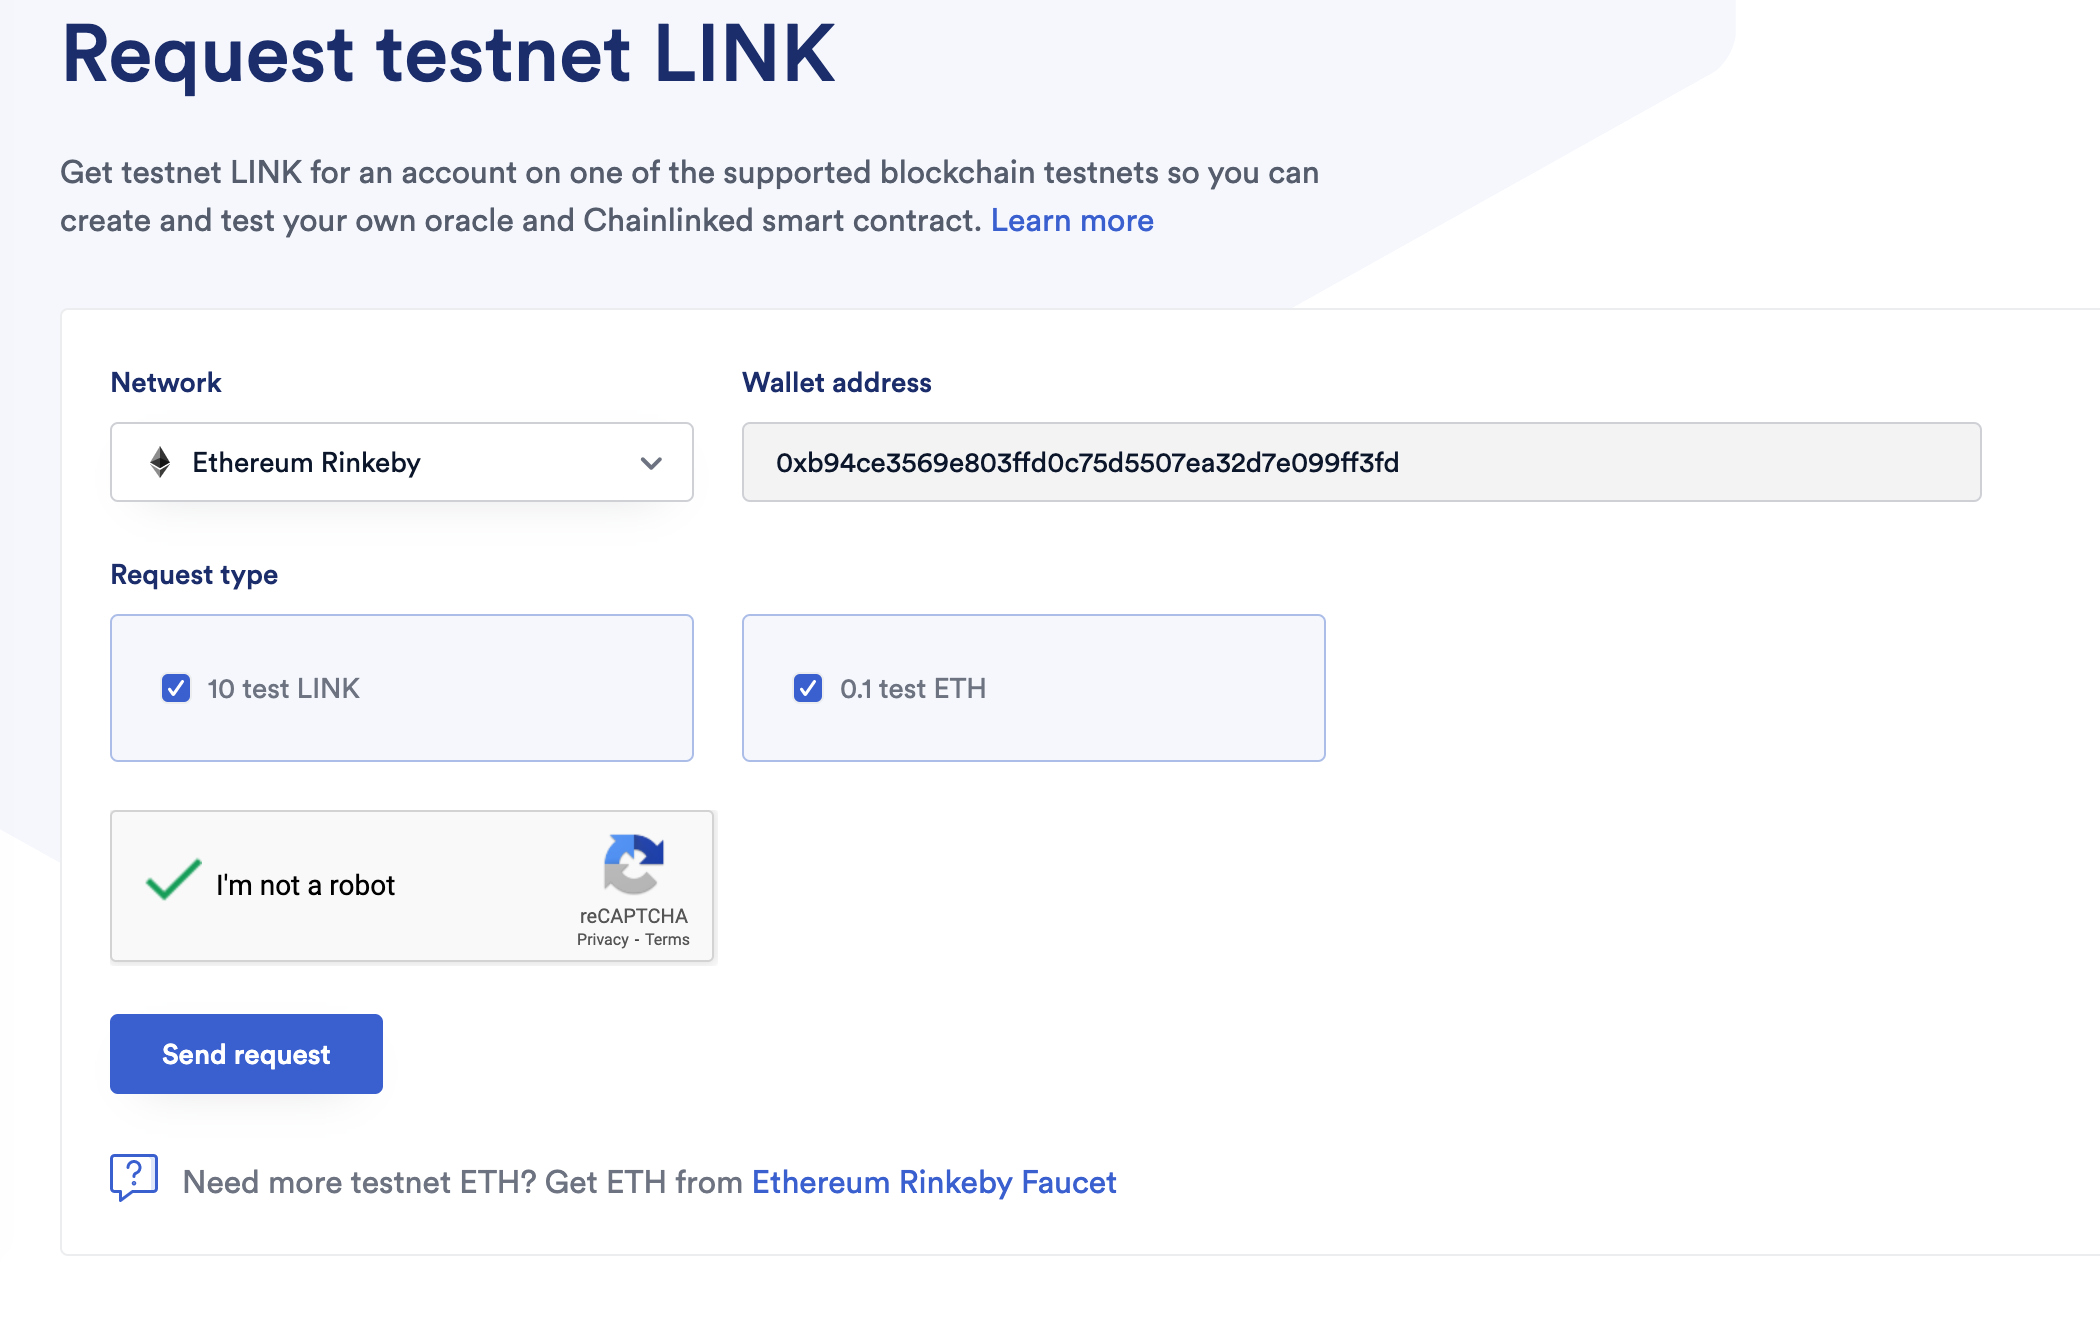 Request testnet LINK
Get testnet LINK for an account on one of the supported blockchain testnets so you can
create and test your own oracle and Chainlinked smart contract. Learn more
Network
Wallet address
Ethereum Rinkeby
0xb94ce3569e803ffd0c75d5507ea32d7e099ff3fd
Request type
10 test LINK
0.1 test ETH
I'm not a robot
reCAPTCHA
Privacy - Terms
Send request
Need more testnet ETH? Get ETH from Ethereum Rinkeby Faucet